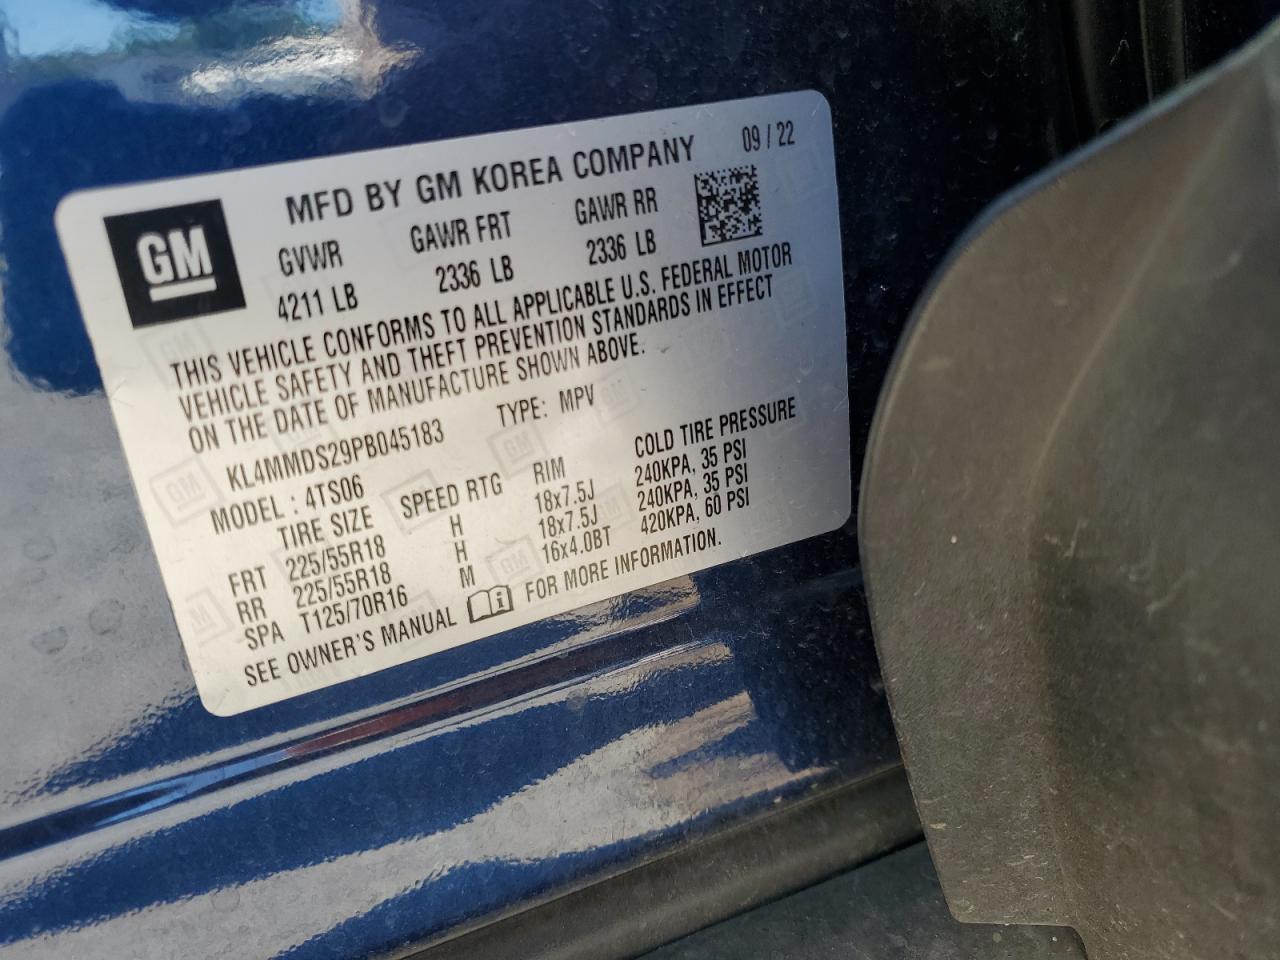 MFD BY GM KOREA COMPANY 09 / 22
GM
GVWR GAWR FRT GAWR RR
4211 LB 2336 LB 2336 LB
THIS VEHICLE CONFORMS TO ALL APPLICABLE U.S. FEDERAL MOTOR
VEHICLE SAFETY AND THEFT PREVENTION STANDARDS IN EFFECT
ON THE DATE OF MANUFACTURE SHOWN ABOVE.
KL4MMDS29PB045183 TYPE: MPV
MODEL : 4TS06
TIRE SIZE SPEED RTG RIM COLD TIRE PRESSURE
FRT 225/55R18 H 18x7.5J 240KPA, 35 PSI
RR 225/55R18 H 18x7.5J 240KPA, 35 PSI
SPA T125/70R16 M 16x4.0BT 420KPA, 60 PSI
SEE OWNER'S MANUAL i FOR MORE INFORMATION.